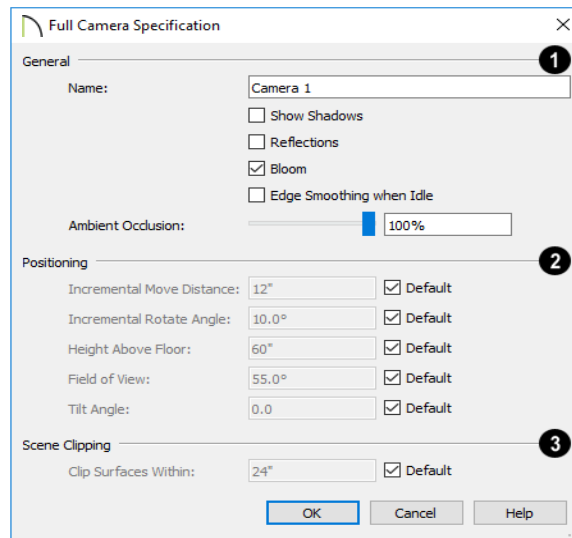 Full Camera Specification
General
1
Name: Camera 1
Show Shadows
Reflections
Bloom
Edge Smoothing when Idle
Ambient Occlusion: 100%
Positioning
2
Incremental Move Distance: 12" Default
Incremental Rotate Angle: 10.0° Default
Height Above Floor: 60" Default
Field of View: 55.0° Default
Tilt Angle: 0.0 Default
Scene Clipping
3
Clip Surfaces Within: 24" Default
OK Cancel Help